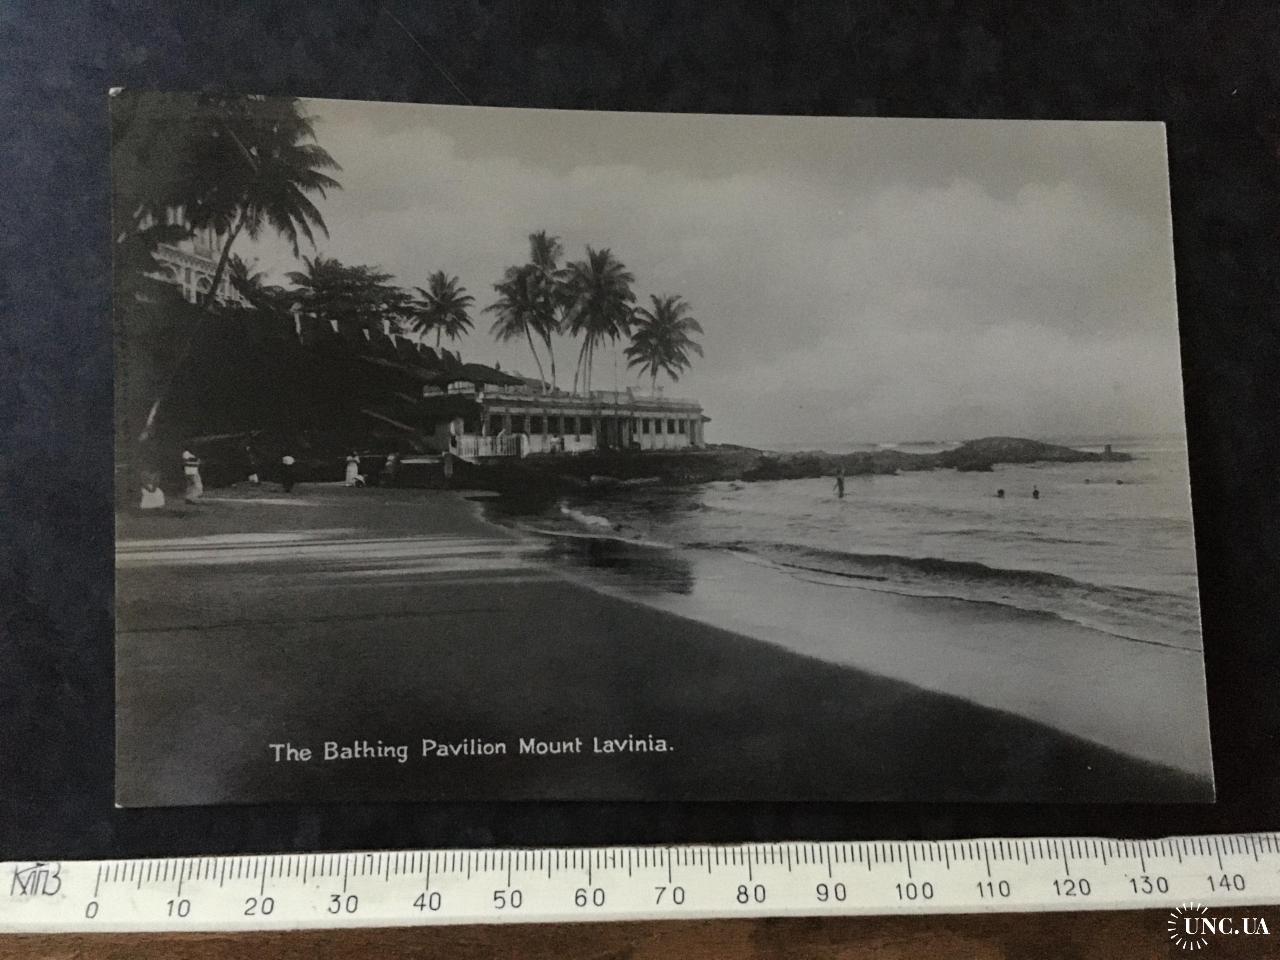 The Bathing Pavilion Mount Lavinia.
КПЗ
0 10 20 30 40 50 60 70 80 90 100 110 120 130 140
UNC.UA